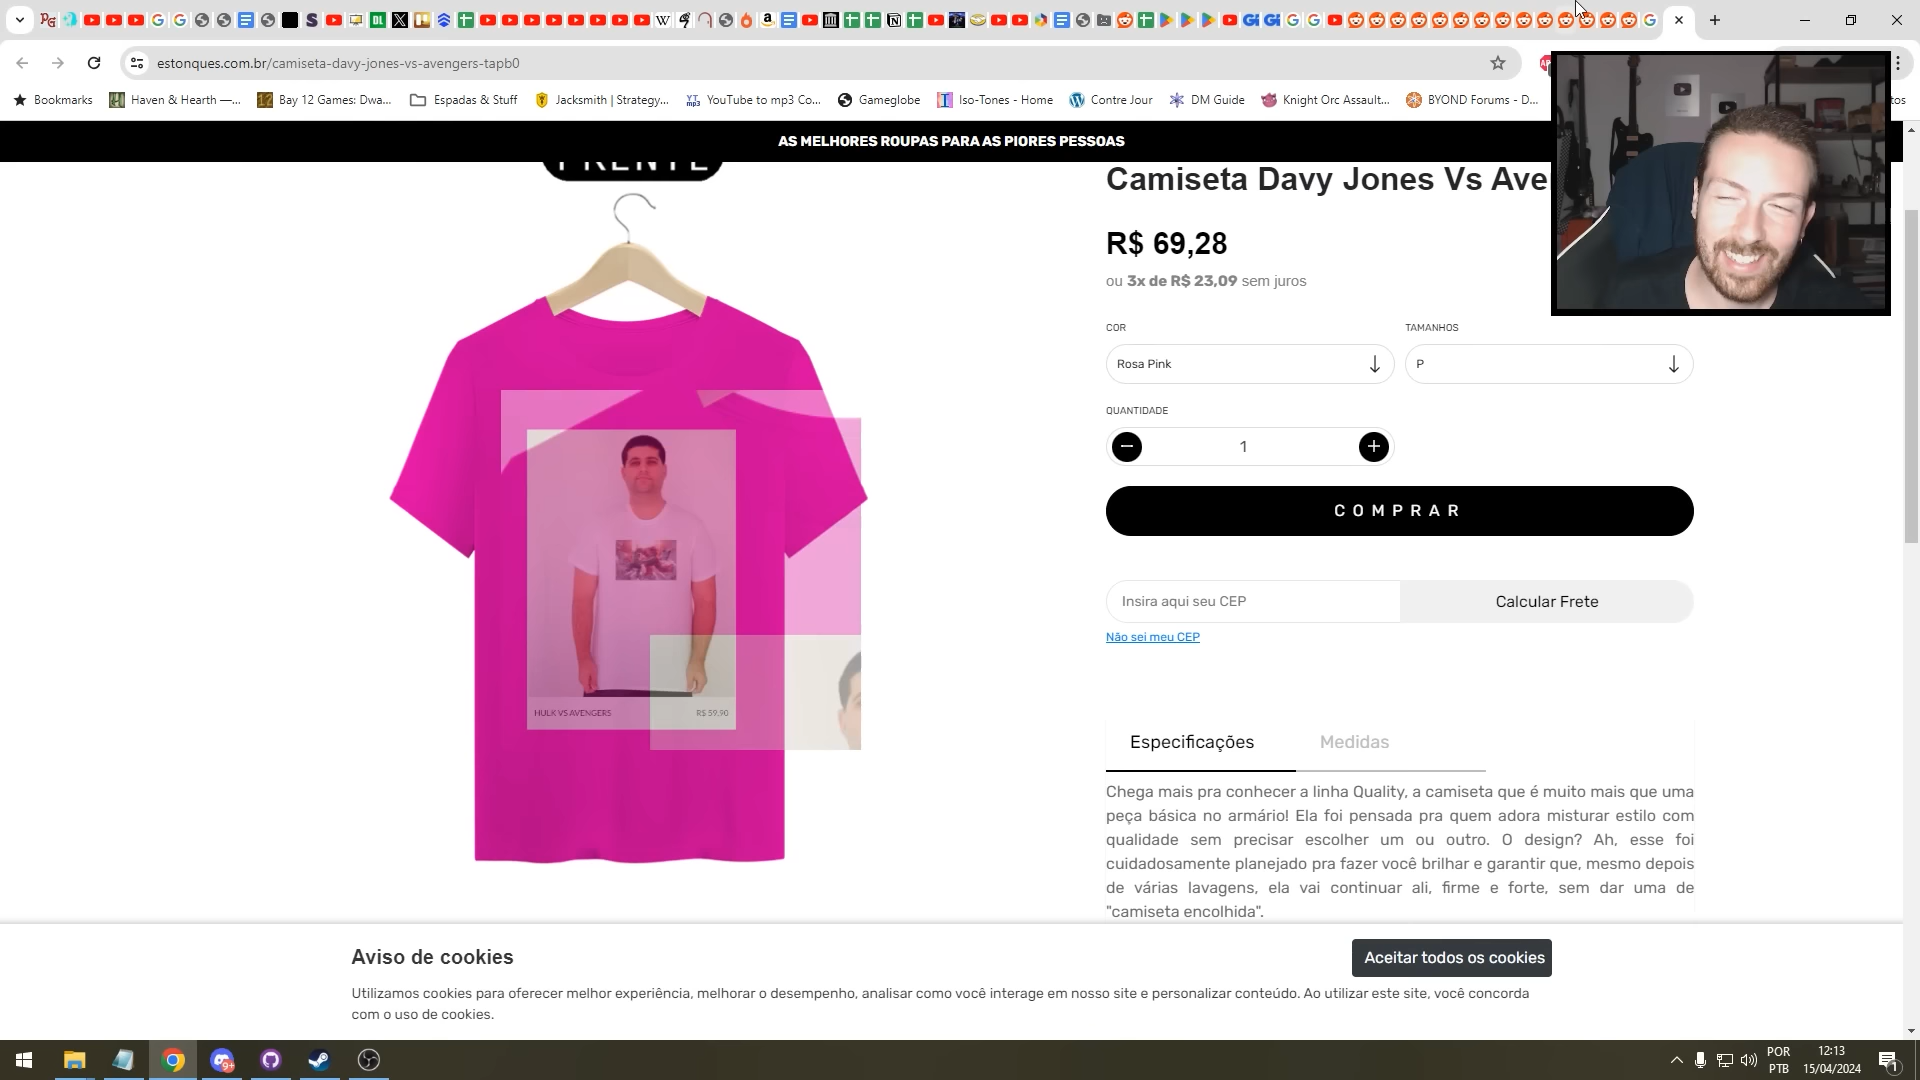 estonques.com.br/camiseta-davy-jones-vs-avengers-tapb0
Bookmarks
Haven & Hearth —...
Bay 12 Games: Dwa...
Espadas & Stuff
Jacksmith | Strategy...
YouTube to mp3 Co...
Gameglobe
Iso-Tones - Home
Contre Jour
DM Guide
Knight Orc Assault...
BYOND Forums - D...
AS MELHORES ROUPAS PARA AS PIORES PESSOAS
FRENTE
Camiseta Davy Jones Vs Ave
R$ 69,28
ou 3x de R$ 23,09 sem juros
COR
TAMANHOS
Rosa Pink
P
QUANTIDADE
1
COMPRAR
Insira aqui seu CEP
Calcular Frete
Não sei meu CEP
HULK VS AVENGERS
R$ 59,90
Especificações
Medidas
Chega mais pra conhecer a linha Quality, a camiseta que é muito mais que uma
peça básica no armário! Ela foi pensada pra quem adora misturar estilo com
qualidade sem precisar escolher um ou outro. O design? Ah, esse foi
cuidadosamente planejado pra fazer você brilhar e garantir que, mesmo depois
de várias lavagens, ela vai continuar ali, firme e forte, sem dar uma de
"camiseta encolhida".
Aviso de cookies
Aceitar todos os cookies
Utilizamos cookies para oferecer melhor experiência, melhorar o desempenho, analisar como você interage em nosso site e personalizar conteúdo. Ao utilizar este site, você concorda
com o uso de cookies.
POR
PTB
12:13
15/04/2024